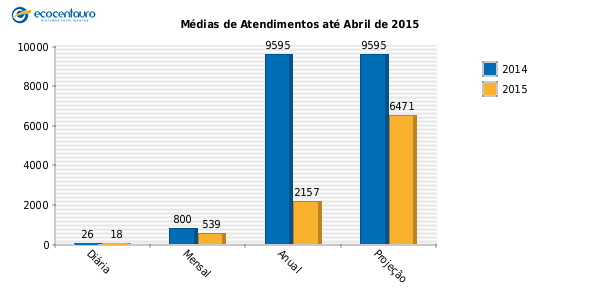 ecocentauro
Médias de Atendimentos até Abril de 2015
10000
8000
6000
4000
2000
0
26
18
800
539
9595
2157
9595
6471
Diária
Mensal
Anual
Projeção
2014
2015